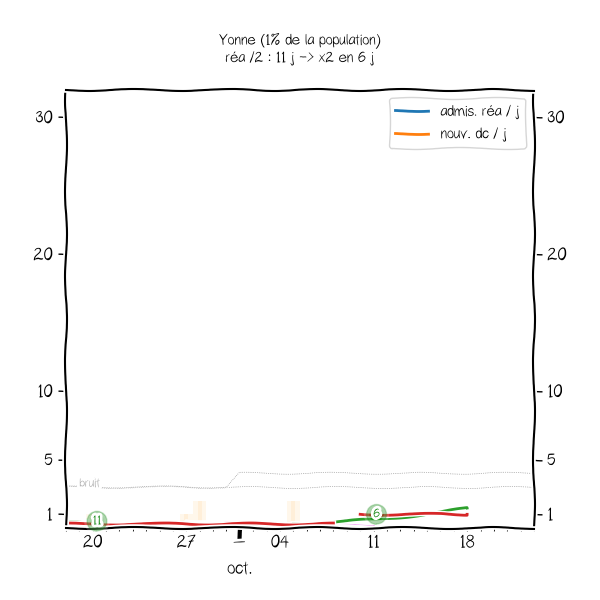 Yonne (1% de la population)
réa /2 : 11 j -> x2 en 6 j
admis. réa / j
nouv. dc / j
30
30
20
20
10
10
5
5
bruit
1
1
11
6
20
27
04
11
18
oct.